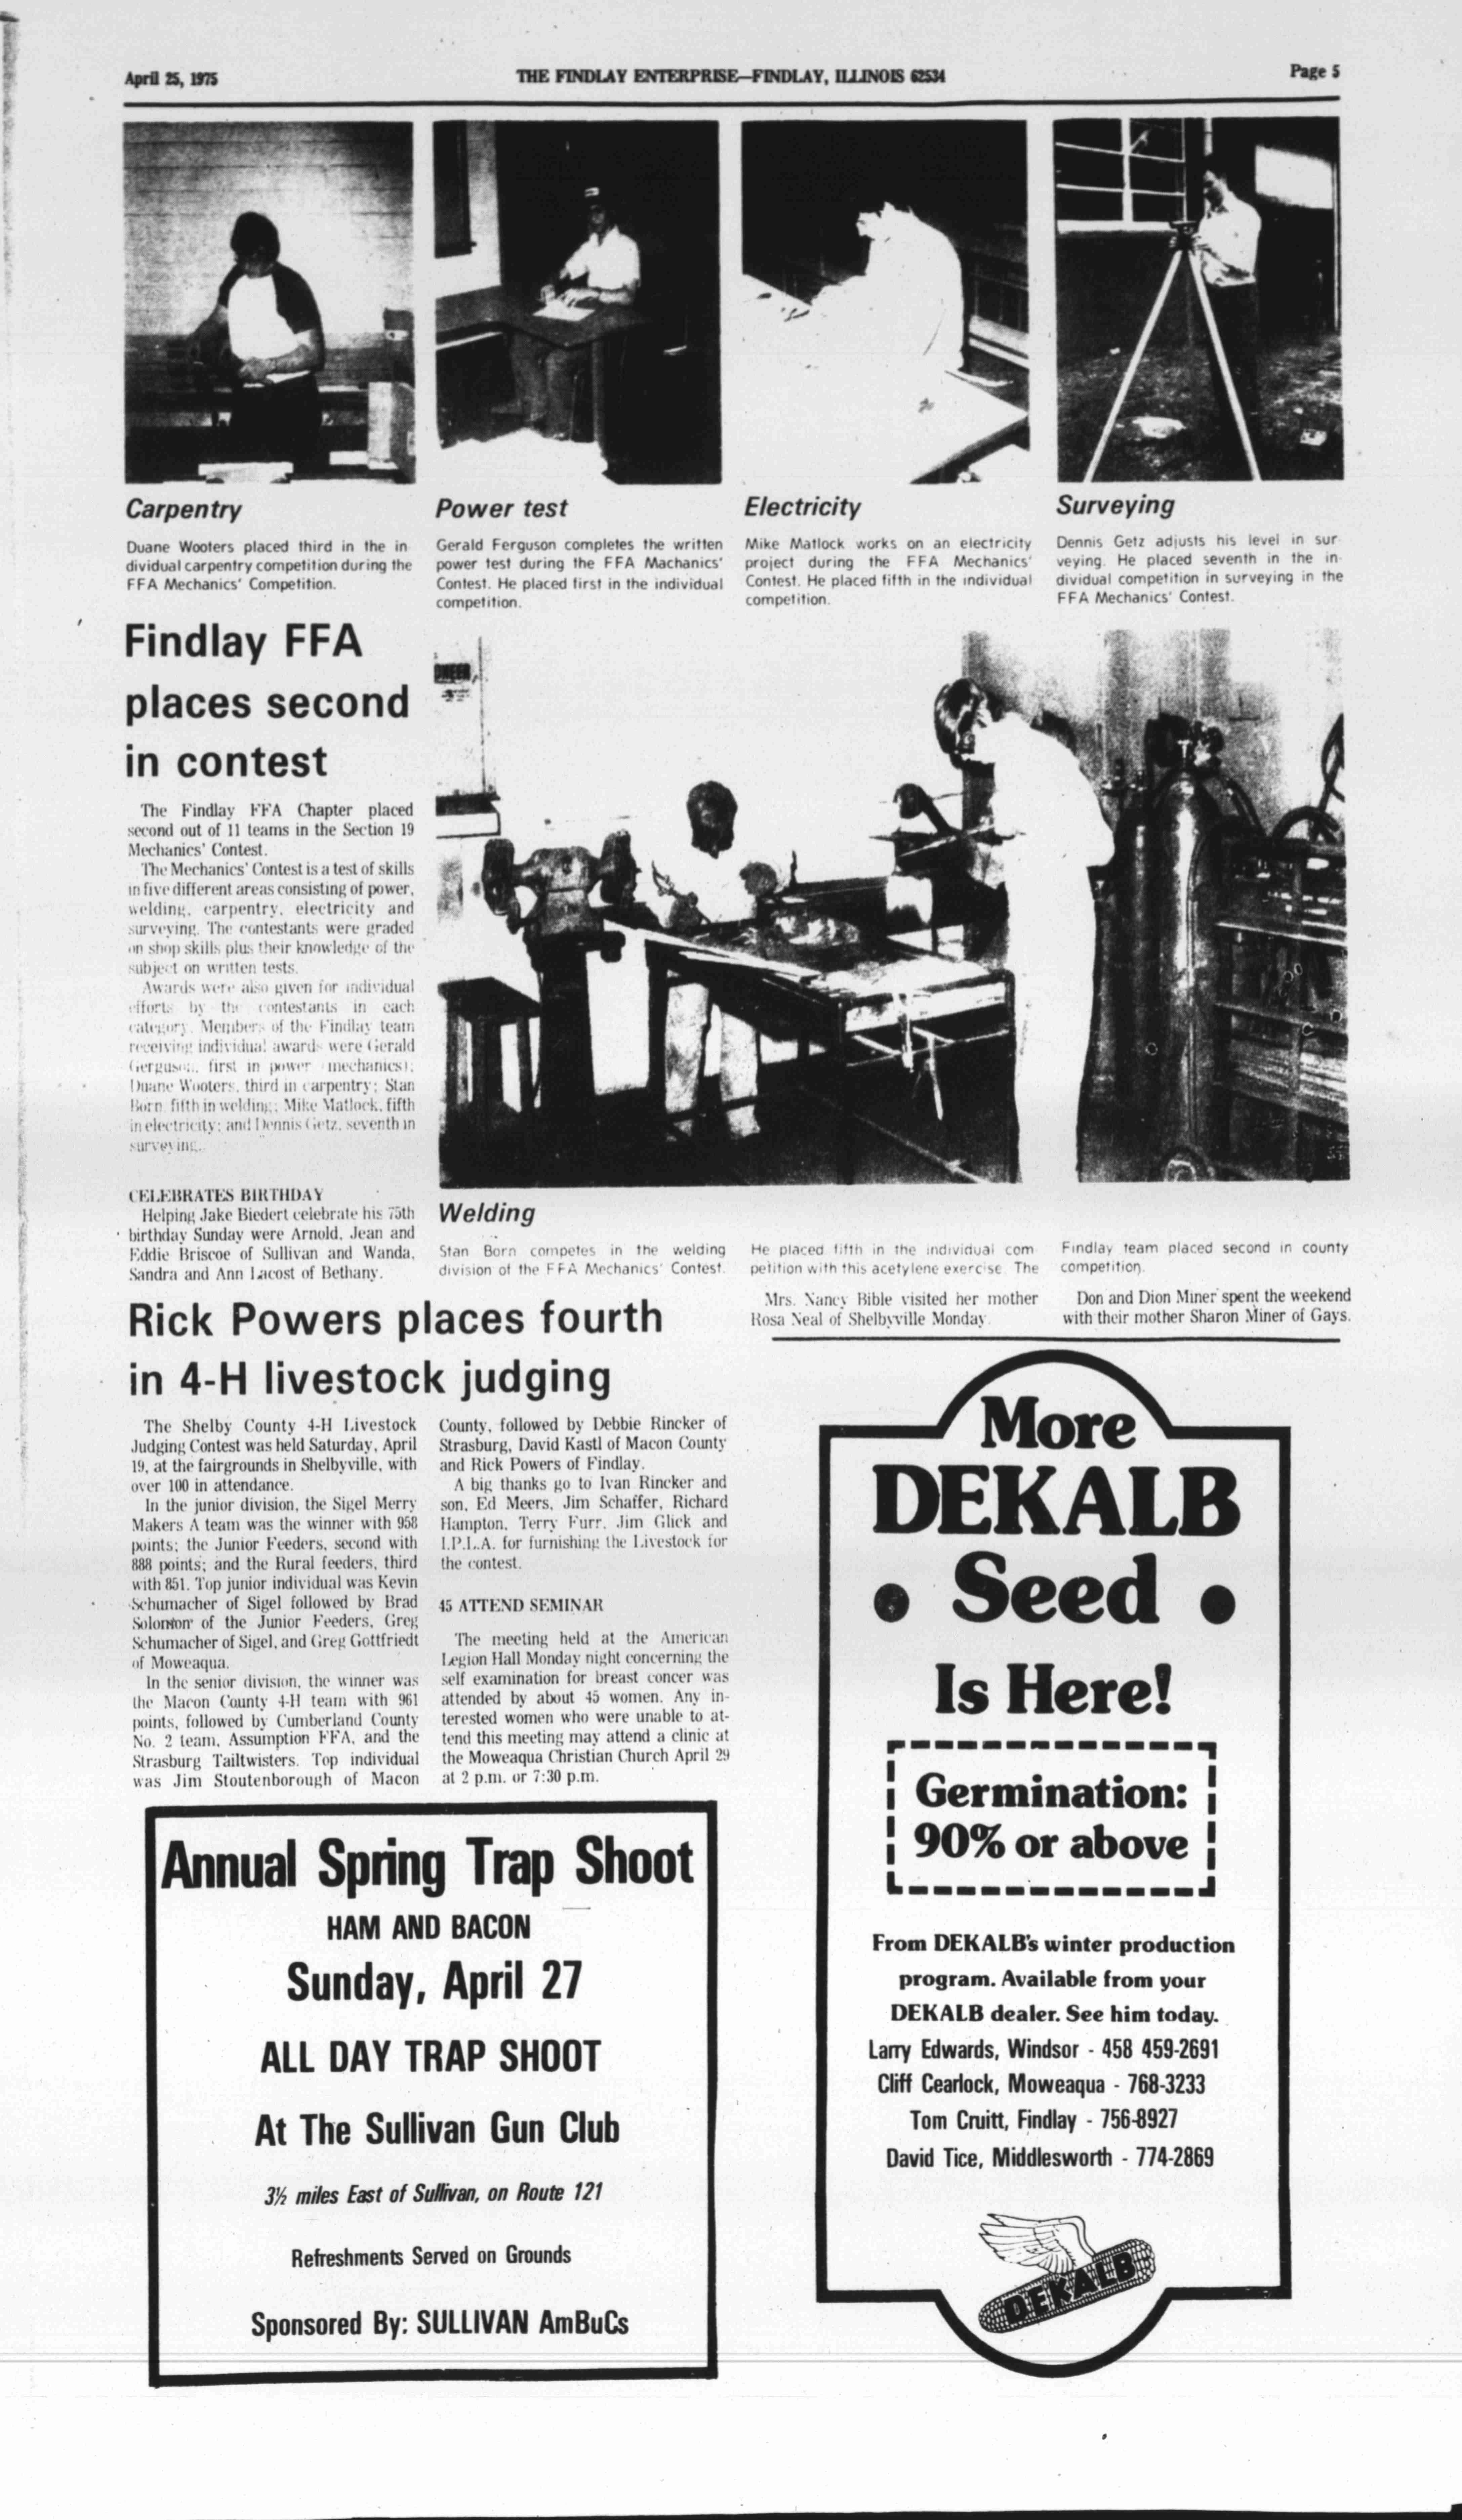 April 25, 1975
THE FINDLAY ENTERPRISE—FINDLAY, ILLINOIS 62534
Page 5
Carpentry
Duane Wooters placed third in the in
dividual carpentry competition during the
FFA Mechanics' Competition.
Power test
Gerald Ferguson completes the written
power test during the FFA Machanics'
Contest. He placed first in the individual
competition.
Electricity
Mike Matlock works on an electricity
project during the FFA Mechanics'
Contest. He placed fifth in the individual
competition.
Surveying
Dennis Getz adjusts his level in sur-
veying. He placed seventh in the in-
dividual competition in surveying in the
FFA Mechanics' Contest.
Findlay FFA
places second
in contest
The Findlay FFA Chapter placed
second out of 11 teams in the Section 19
Mechanics' Contest.
The Mechanics' Contest is a test of skills
in five different areas consisting of power,
welding, carpentry, electricity and
surveying. The contestants were graded
on shop skills plus their knowledge of the
subject on written tests.
Awards were also given for individual
efforts by the contestants in each
category. Members of the Findlay team
receiving individual awards were Gerald
Gerguson, first in power (mechanics);
Duane Wooters, third in carpentry; Stan
Born, fifth in welding; Mike Matlock, fifth
in electricity; and Dennis Getz, seventh in
surveying.
CELEBRATES BIRTHDAY
Helping Jake Biedert celebrate his 75th
birthday Sunday were Arnold, Jean and
Eddie Briscoe of Sullivan and Wanda,
Sandra and Ann Lacost of Bethany.
Welding
Stan Born competes in the welding
division of the FFA Mechanics' Contest.
He placed fifth in the individual com
petition with this acetylene exercise. The
Findlay team placed second in county
competition.
Mrs. Nancy Bible visited her mother
Rosa Neal of Shelbyville Monday.
Don and Dion Miner spent the weekend
with their mother Sharon Miner of Gays.
Rick Powers places fourth
in 4-H livestock judging
The Shelby County 4-H Livestock
Judging Contest was held Saturday, April
19, at the fairgrounds in Shelbyville, with
over 100 in attendance.
In the junior division, the Sigel Merry
Makers A team was the winner with 958
points; the Junior Feeders, second with
888 points; and the Rural feeders, third
with 851. Top junior individual was Kevin
Schumacher of Sigel followed by Brad
Solomon of the Junior Feeders, Greg
Schumacher of Sigel, and Greg Gottfriedt
of Moweaqua.
In the senior division, the winner was
the Macon County 4-H team with 961
points, followed by Cumberland County
No. 2 team, Assumption FFA, and the
Strasburg Tailtwisters. Top individual
was Jim Stoutenborough of Macon
County, followed by Debbie Rincker of
Strasburg, David Kastl of Macon County
and Rick Powers of Findlay.
A big thanks go to Ivan Rincker and
son, Ed Meers, Jim Schaffer, Richard
Hampton, Terry Furr, Jim Glick and
I.P.L.A. for furnishing the Livestock for
the contest.
45 ATTEND SEMINAR
The meeting held at the American
Legion Hall Monday night concerning the
self examination for breast concer was
attended by about 45 women. Any in-
terested women who were unable to at-
tend this meeting may attend a clinic at
the Moweaqua Christian Church April 29
at 2 p.m. or 7:30 p.m.
Annual Spring Trap Shoot
HAM AND BACON
Sunday, April 27
ALL DAY TRAP SHOOT
At The Sullivan Gun Club
3½ miles East of Sullivan, on Route 121
Refreshments Served on Grounds
Sponsored By: SULLIVAN AmBuCs
More
DEKALB
• Seed •
Is Here!
Germination:
90% or above
From DEKALB's winter production
program. Available from your
DEKALB dealer. See him today.
Larry Edwards, Windsor - 458 459-2691
Cliff Cearlock, Moweaqua - 768-3233
Tom Cruitt, Findlay - 756-8927
David Tice, Middlesworth - 774-2869
DEKALB